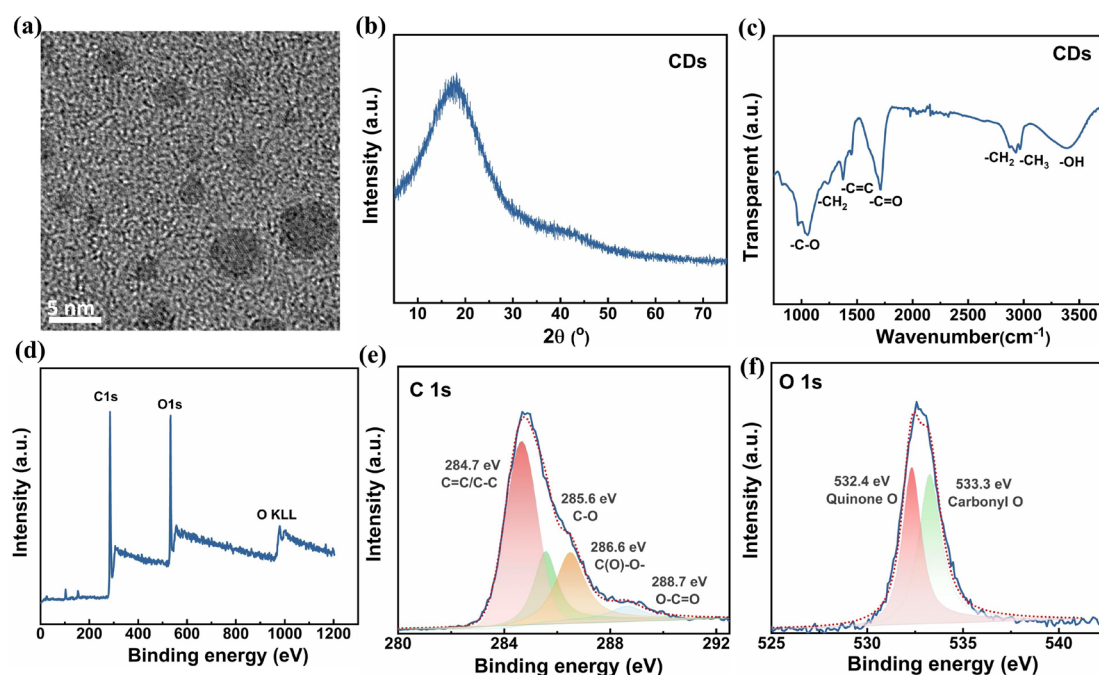 (a)
5 nm
(b)
CDs
Intensity (a.u.)
10 20 30 40 50 60 70
2θ (°)
(c)
CDs
Transparent (a.u.)
-C-O
-CH₂
-C=C
-C=O
-CH₂
-CH₃
-OH
1000 1500 2000 2500 3000 3500
Wavenumber(cm⁻¹)
(d)
Intensity (a.u.)
C1s
O1s
O KLL
0 200 400 600 800 1000 1200
Binding energy (eV)
(e)
C 1s
Intensity (a.u.)
284.7 eV
C=C/C-C
285.6 eV
C-O
286.6 eV
C(O)-O-
288.7 eV
O-C=O
280 284 288 292
Binding energy (eV)
(f)
O 1s
Intensity (a.u.)
532.4 eV
Quinone O
533.3 eV
Carbonyl O
525 530 535 540
Binding energy (eV)